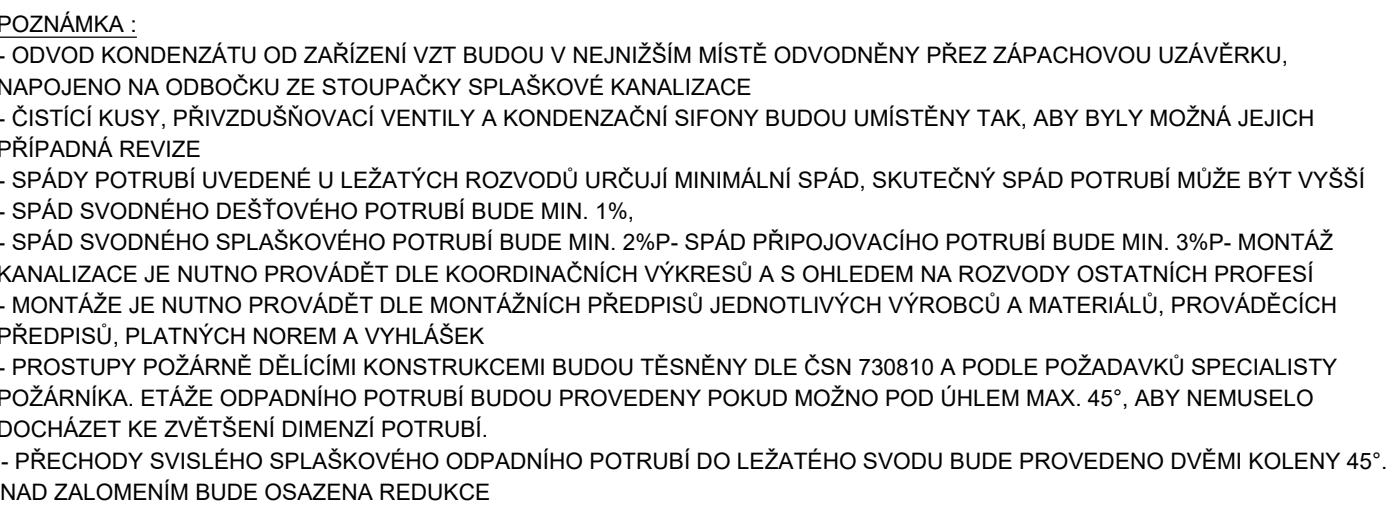 POZNÁMKA :
- ODVOD KONDENZÁTU OD ZAŘÍZENÍ VZT BUDOU V NEJNIŽŠÍM MÍSTĚ ODVODNĚNY PŘEZ ZÁPACHOVOU UZÁVĚRKU,
NAPOJENO NA ODBOČKU ZE STOUPAČKY SPLAŠKOVÉ KANALIZACE
- ČISTÍCÍ KUSY, PŘIVZDUŠŇOVACÍ VENTILY A KONDENZAČNÍ SIFONY BUDOU UMÍSTĚNY TAK, ABY BYLY MOŽNÁ JEJICH
PŘÍPADNÁ REVIZE
- SPÁDY POTRUBÍ UVEDENÉ U LEŽATÝCH ROZVODŮ URČUJÍ MINIMÁLNÍ SPÁD, SKUTEČNÝ SPÁD POTRUBÍ MŮŽE BÝT VYŠŠÍ
- SPÁD SVODNÉHO DEŠŤOVÉHO POTRUBÍ BUDE MIN. 1%,
- SPÁD SVODNÉHO SPLAŠKOVÉHO POTRUBÍ BUDE MIN. 2%P- SPÁD PŘIPOJOVACÍHO POTRUBÍ BUDE MIN. 3%P- MONTÁŽ
KANALIZACE JE NUTNO PROVÁDĚT DLE KOORDINAČNÍCH VÝKRESŮ A S OHLEDEM NA ROZVODY OSTATNÍCH PROFESÍ
- MONTÁŽE JE NUTNO PROVÁDĚT DLE MONTÁŽNÍCH PŘEDPISŮ JEDNOTLIVÝCH VÝROBCŮ A MATERIÁLŮ, PROVÁDĚCÍCH
PŘEDPISŮ, PLATNÝCH NOREM A VYHLÁŠEK
- PROSTUPY POŽÁRNĚ DĚLÍCÍMI KONSTRUKCEMI BUDOU TĚSNĚNY DLE ČSN 730810 A PODLE POŽADAVKŮ SPECIALISTY
POŽÁRNÍKA. ETÁŽE ODPADNÍHO POTRUBÍ BUDOU PROVEDENY POKUD MOŽNO POD ÚHLEM MAX. 45°, ABY NEMUSELO
DOCHÁZET KE ZVĚTŠENÍ DIMENZÍ POTRUBÍ.
- PŘECHODY SVISLÉHO SPLAŠKOVÉHO ODPADNÍHO POTRUBÍ DO LEŽATÉHO SVODU BUDE PROVEDENO DVĚMI KOLENY 45°.
NAD ZALOMENÍM BUDE OSAZENA REDUKCE